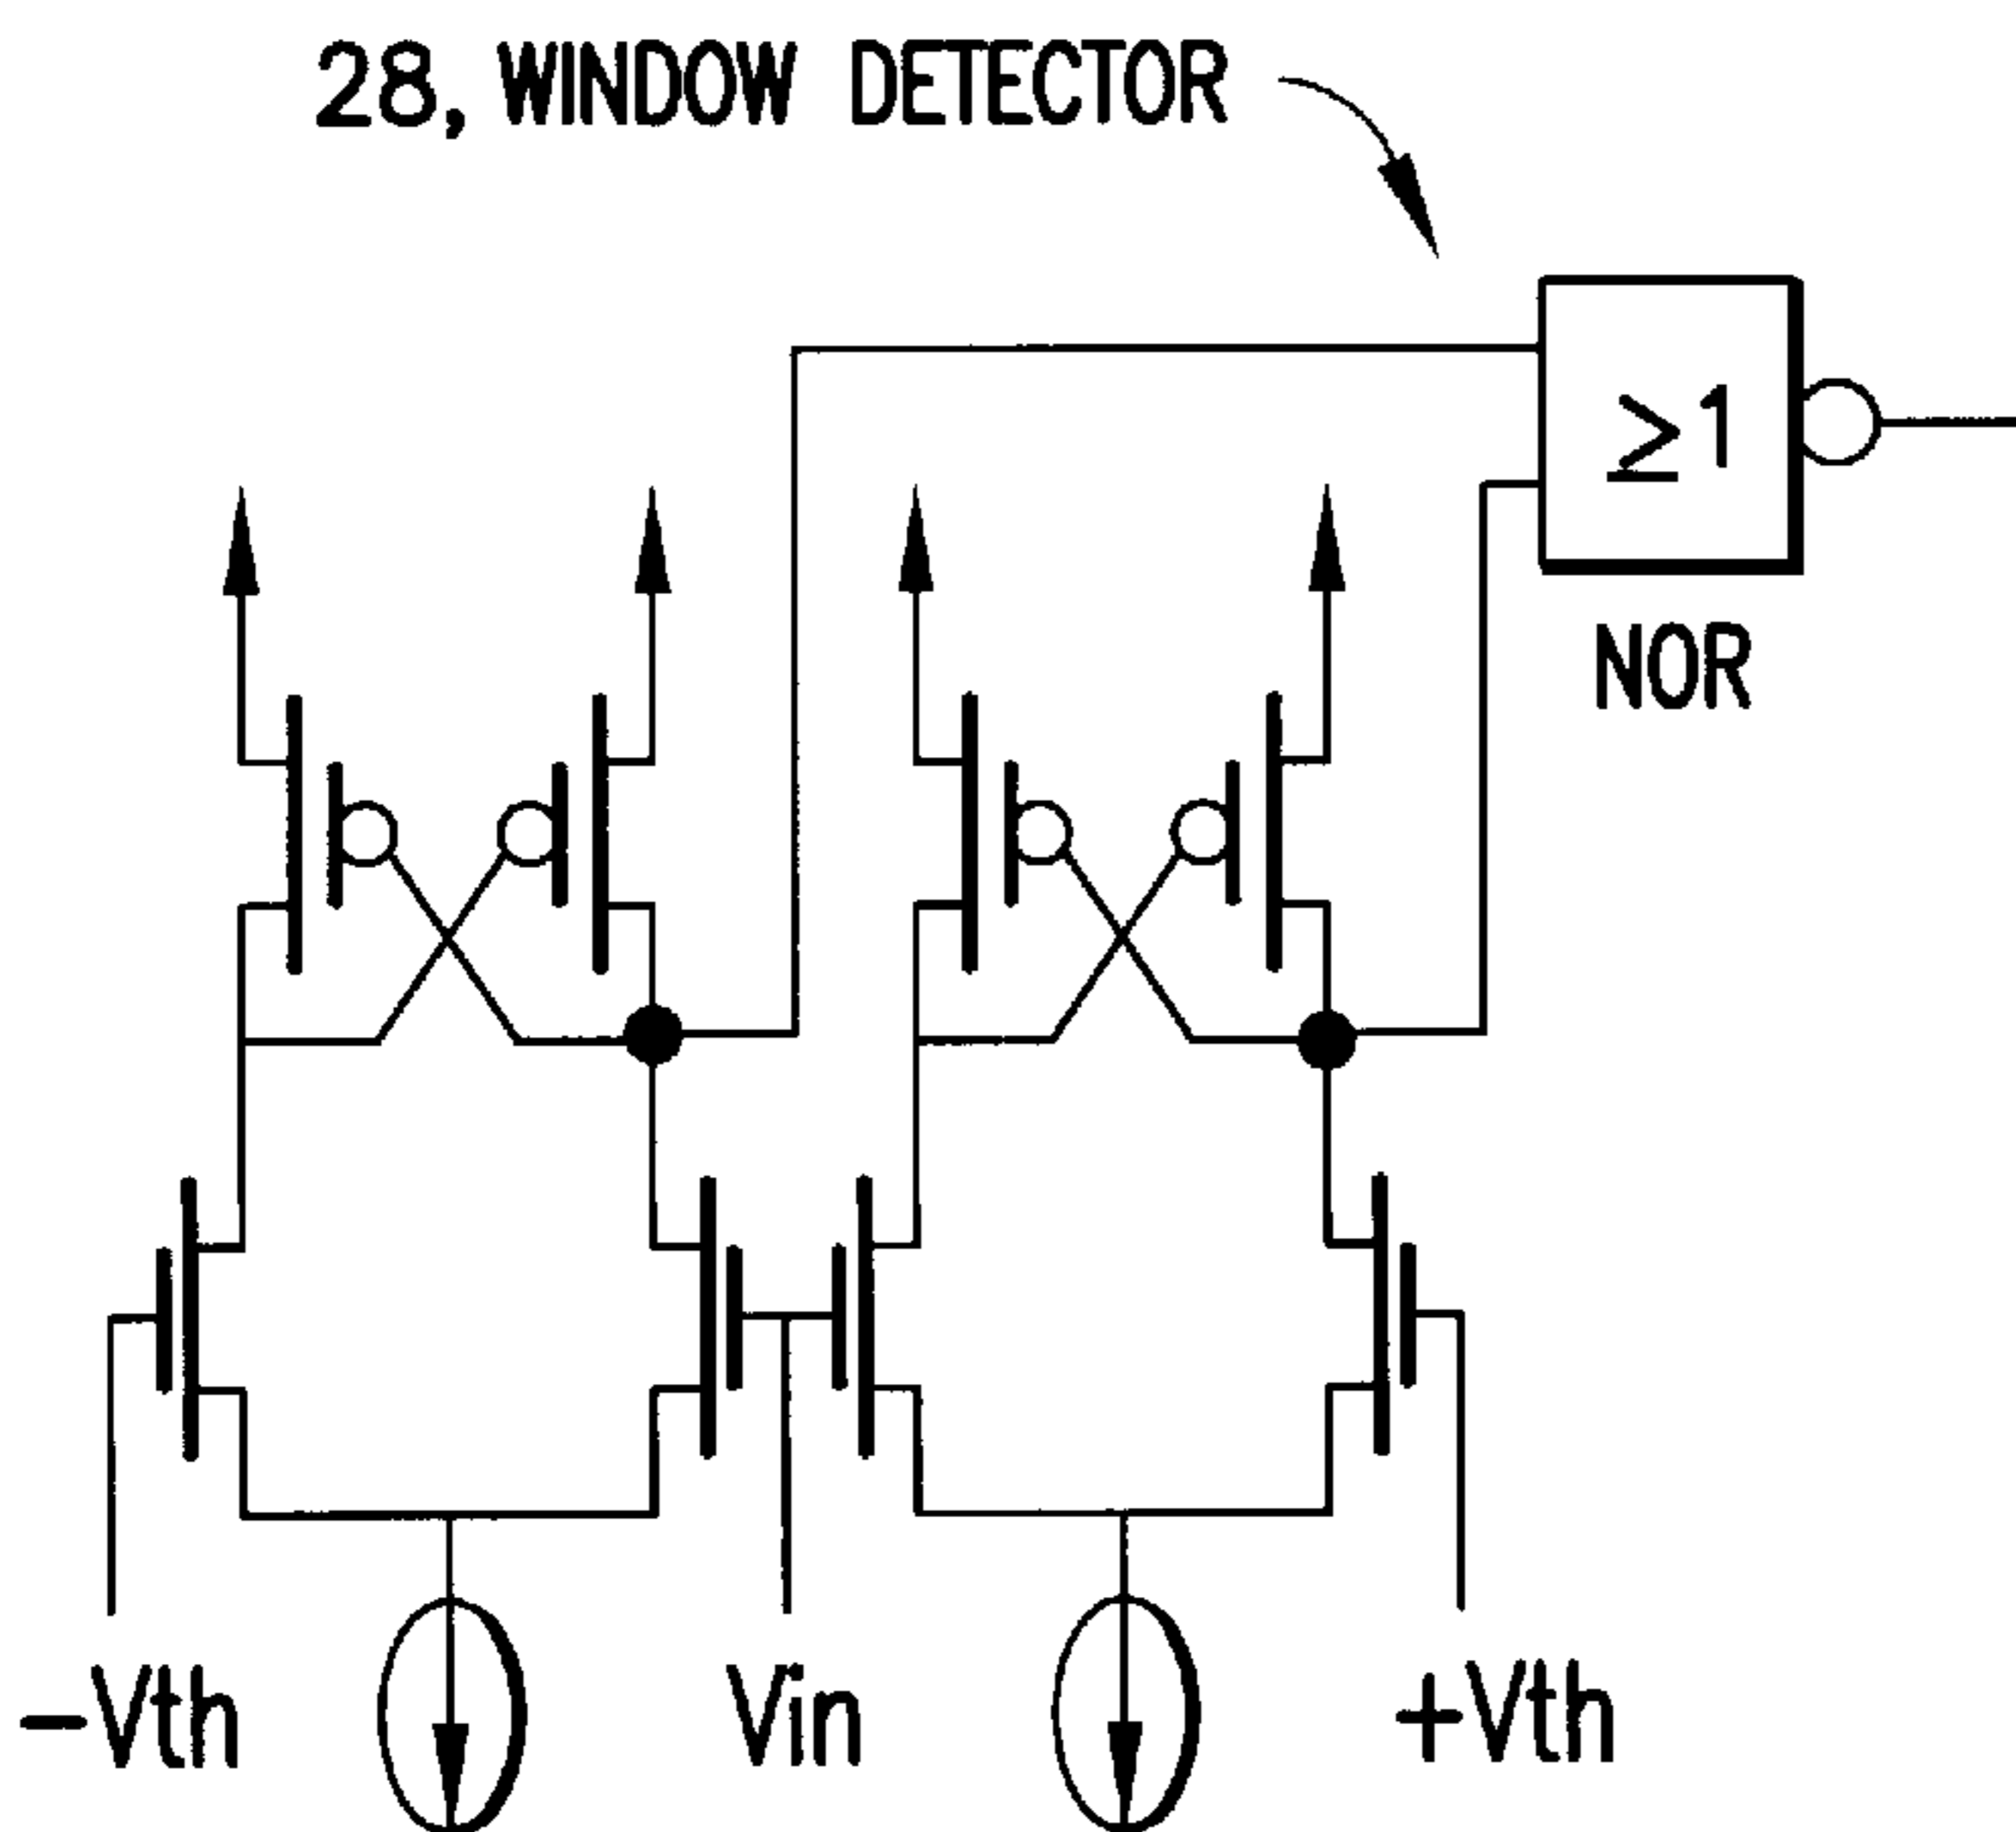 28, WINDOW DETECTOR
≥1
NOR
-Vth
Vin
+Vth